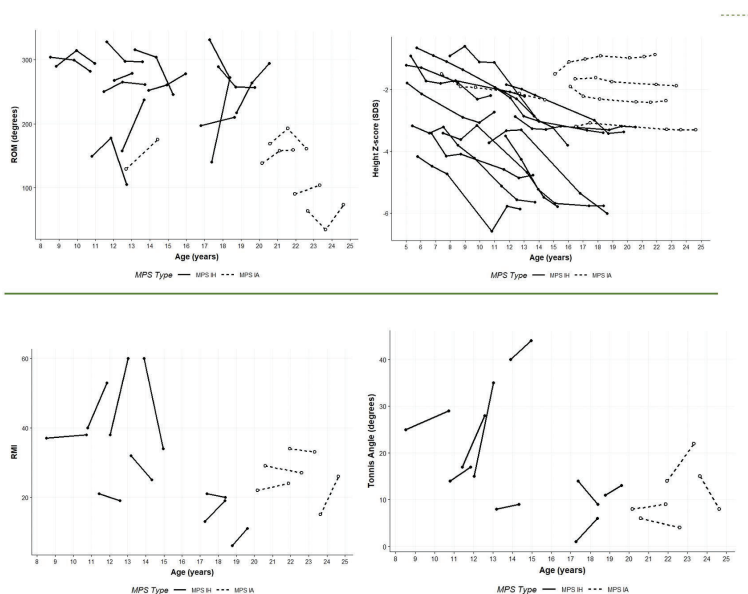 300
200
100
ROM (degrees)
8 9 10 11 12 13 14 15 16 17 18 19 20 21 22 23 24 25
Age (years)
MPS Type MPS IH MPS IA
-2
-4
-6
Height Z-score (SDS)
5 6 7 8 9 10 11 12 13 14 15 16 17 18 19 20 21 22 23 24 25
Age (years)
MPS Type MPS IH MPS IA
60
40
20
RMI
8 9 10 11 12 13 14 15 16 17 18 19 20 21 22 23 24 25
Age (years)
MPS Type MPS IH MPS IA
40
30
20
10
0
Tonnis Angle (degrees)
8 9 10 11 12 13 14 15 16 17 18 19 20 21 22 23 24 25
Age (years)
MPS Type MPS IH MPS IA